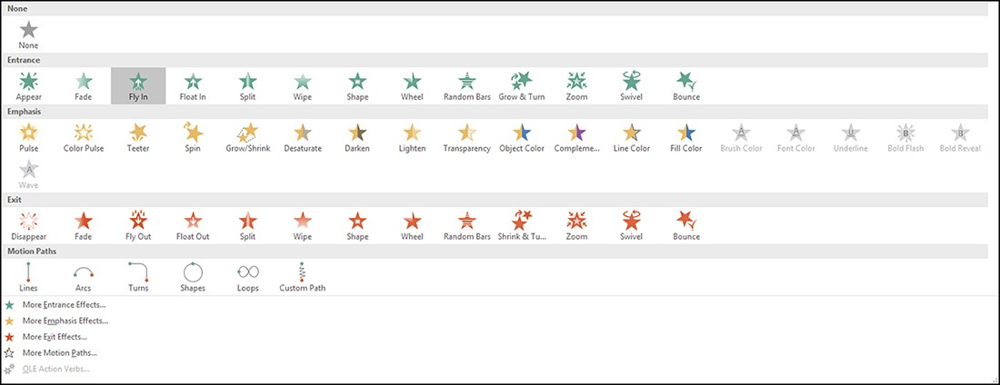 None
None
Entrance
Appear Fade Fly In Float In Split Wipe Shape Wheel Random Bars Grow & Turn Zoom Swivel Bounce
Emphasis
Pulse Color Pulse Teeter Spin Grow/Shrink Desaturate Darken Lighten Transparency Object Color Compleme... Line Color Fill Color Brush Color Font Color Underline Bold Flash Bold Reveal
Wave
Exit
Disappear Fade Fly Out Float Out Split Wipe Shape Wheel Random Bars Shrink & Tu... Zoom Swivel Bounce
Motion Paths
Lines Arcs Turns Shapes Loops Custom Path
More Entrance Effects...
More Emphasis Effects...
More Exit Effects...
More Motion Paths...
OLE Action Verbs...